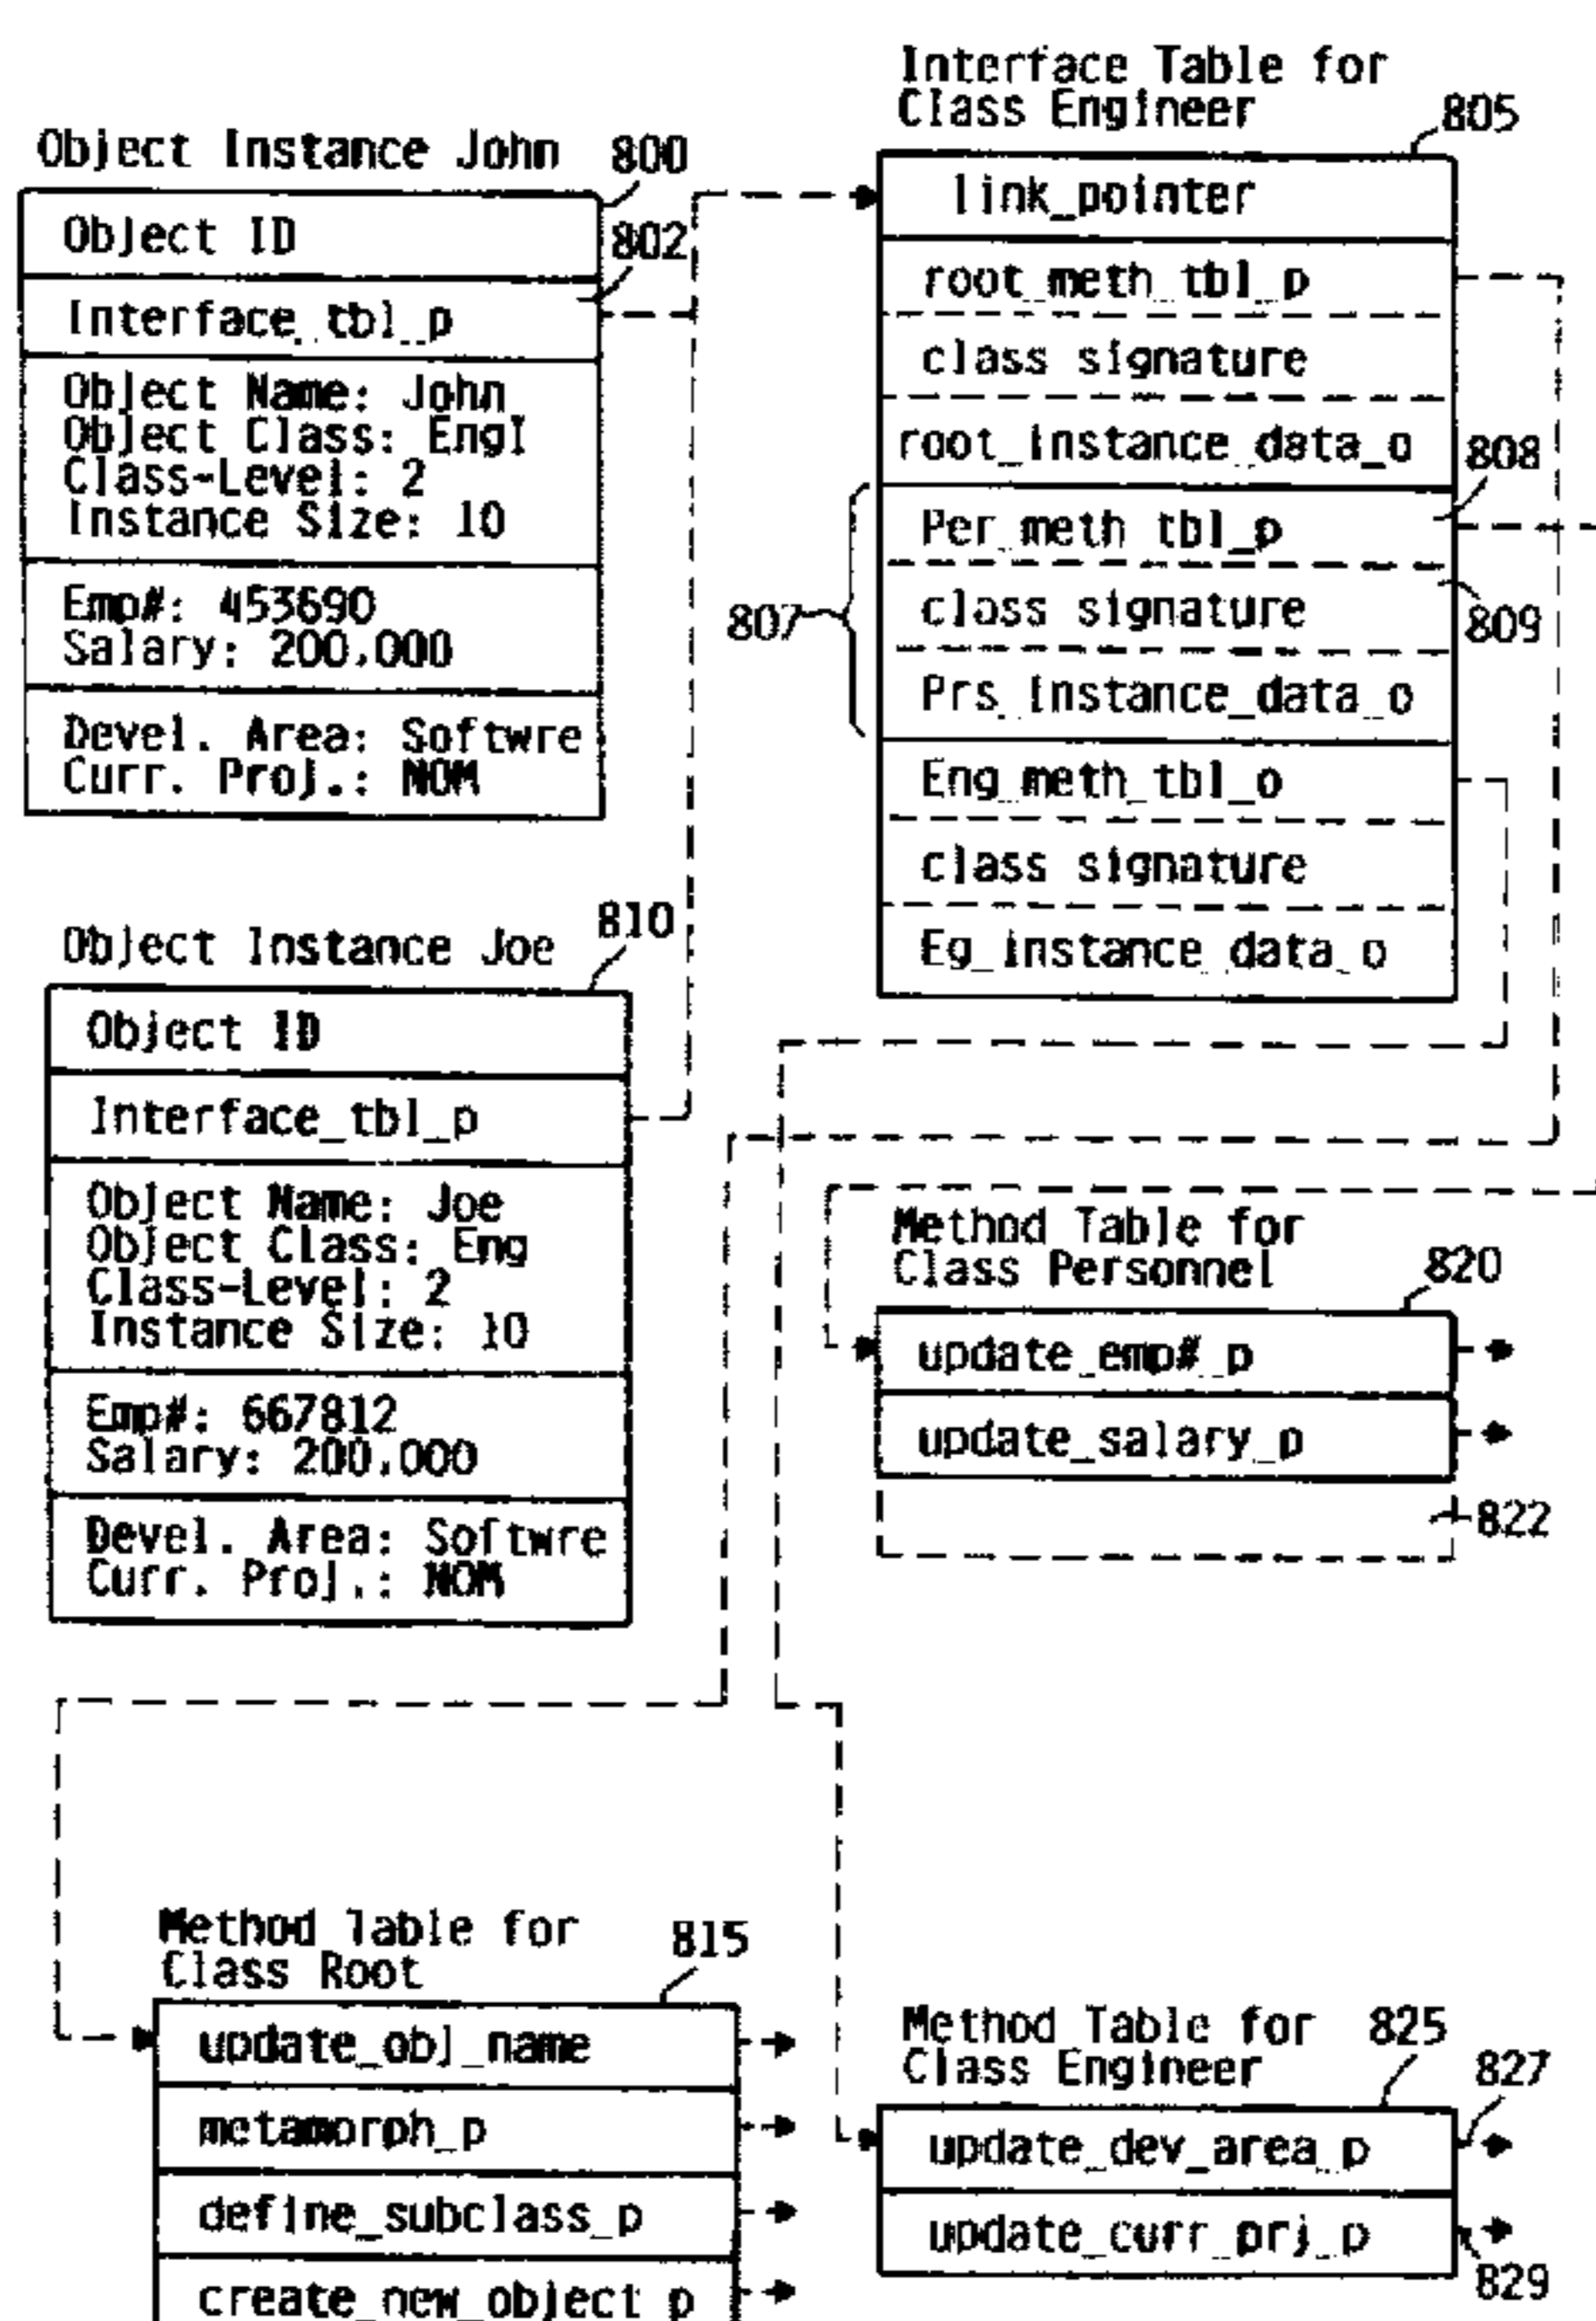 Object Instance John 800
Object ID
802
Interface_tbl_p
Object Name: John
Object Class: EngI
Class-Level: 2
Instance Size: 10
Emp#: 453690
Salary: 200,000
Devel. Area: Softwre
Curr. Proj.: NOM
Interface Table for
Class Engineer
805
link_pointer
root_meth_tbl_p
class signature
root_instance_data_o
808
Per_meth tbl_p
807
class signature
809
Prs_instance_data_o
Eng_meth_tbl_o
class signature
Eg_instance_data_o
Object Instance Joe
810
Object ID
Interface_tbl_p
Object Name: Joe
Object Class: Eng
Class-Level: 2
Instance Size: 10
Emp#: 667812
Salary: 200,000
Devel. Area: Softwre
Curr. Proj.: NOM
Method Table for
Class Personnel
820
update_emp#_p
update_salary_p
822
Method Table for
Class Root
815
update_obj_name
metamorph_p
define_subclass_p
create_new_object_p
Method Table for
Class Engineer
825
827
update_dev_area_p
update_curr_prj_p
829